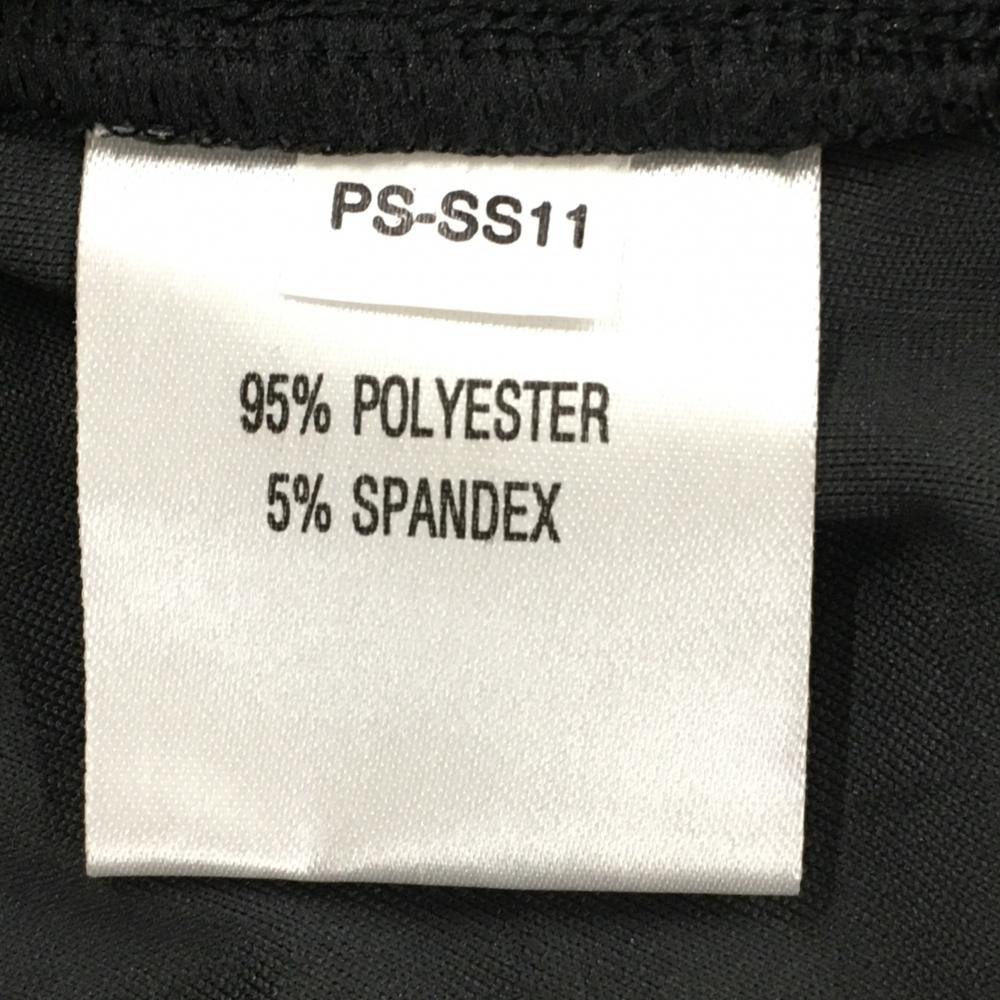 PS-SS11
95% POLYESTER
5% SPANDEX